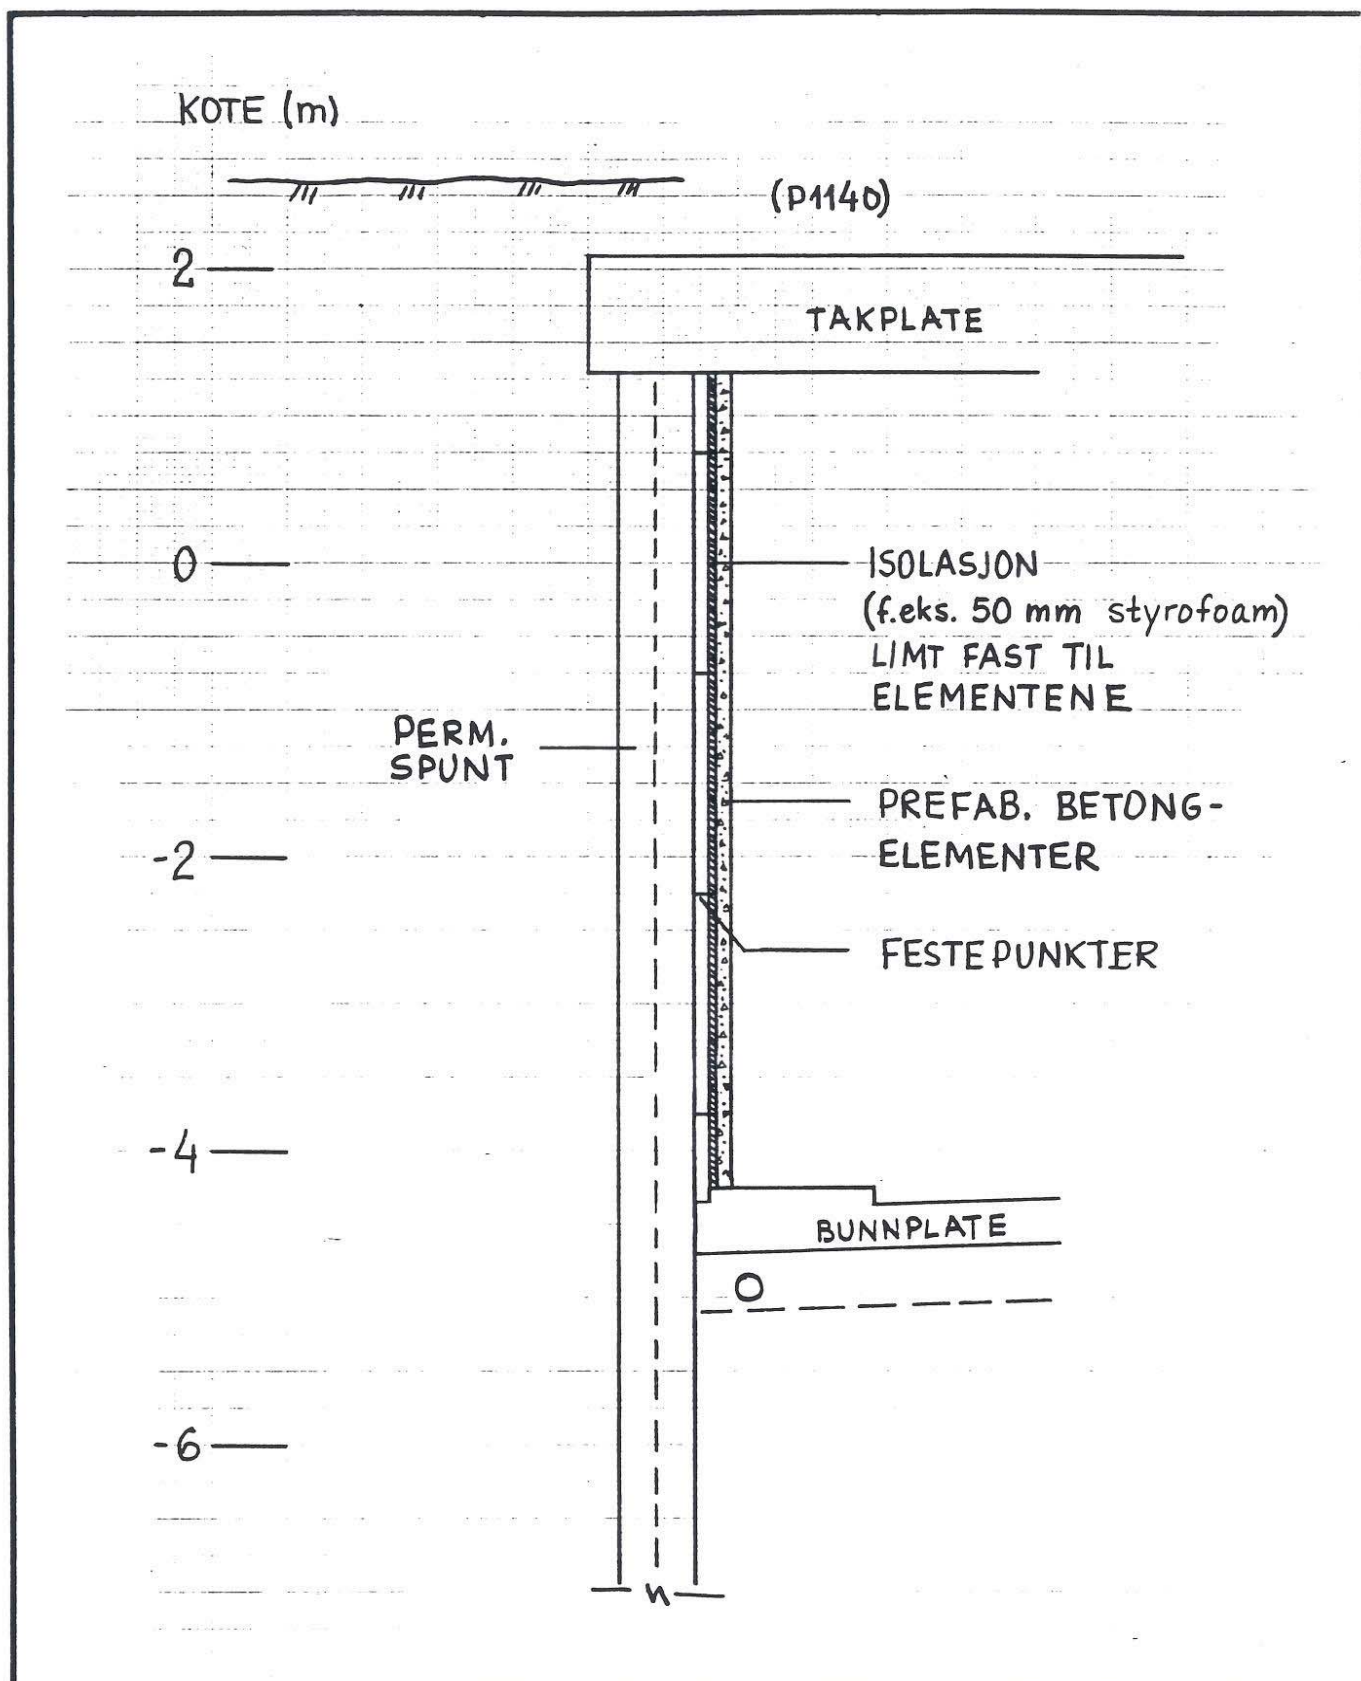 KOTE (m)
(P1140)
2
TAKPLATE
0
ISOLASJON
(f.eks. 50 mm styrofoam)
LIMT FAST TIL
ELEMENTENE
PERM.
SPUNT
PREFAB. BETONG-
ELEMENTER
-2
FESTEPUNKTER
-4
BUNNPLATE
-6